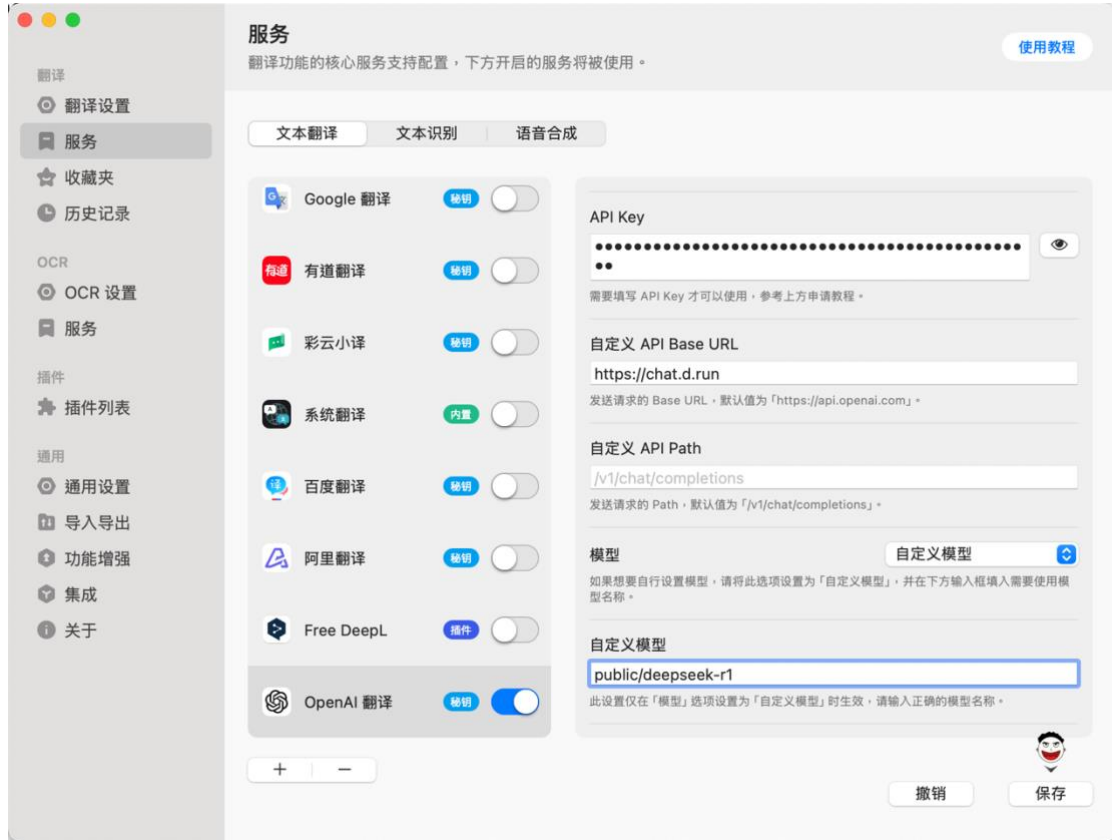 服务
翻译功能的核心服务支持配置，下方开启的服务将被使用。
使用教程
翻译
翻译设置
服务
收藏夹
历史记录
OCR
OCR 设置
服务
插件
插件列表
通用
通用设置
导入导出
功能增强
集成
关于
文本翻译
文本识别
语音合成
Google 翻译
秘钥
有道
有道翻译
秘钥
彩云小译
秘钥
系统翻译
内置
译
百度翻译
秘钥
阿里翻译
秘钥
Free DeepL
插件
OpenAI 翻译
秘钥
API Key
••••••••••••••••••••••••••••••••••••••••••••
••
需要填写 API Key 才可以使用，参考上方申请教程。
自定义 API Base URL
https://chat.d.run
发送请求的 Base URL，默认值为「https://api.openai.com」。
自定义 API Path
/v1/chat/completions
发送请求的 Path，默认值为「/v1/chat/completions」。
模型
自定义模型
如果想要自行设置模型，请将此选项设置为「自定义模型」，并在下方输入框填入需要使用模
型名称。
自定义模型
public/deepseek-r1
此设置仅在「模型」选项设置为「自定义模型」时生效，请输入正确的模型名称。
撤销
保存